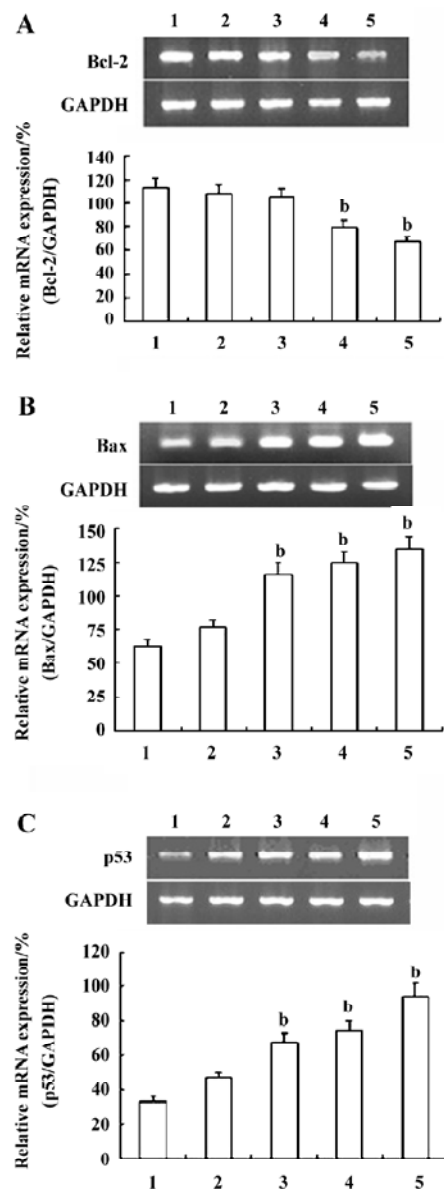 A
1 2 3 4 5
Bcl-2
GAPDH
Relative mRNA expression/%
(Bcl-2/GAPDH)
140
120
100
80
60
40
20
0
b b
1 2 3 4 5
B
1 2 3 4 5
Bax
GAPDH
Relative mRNA expression/%
(Bax/GAPDH)
150
125
100
75
50
25
0
b b b
1 2 3 4 5
C
1 2 3 4 5
p53
GAPDH
Relative mRNA expression/%
(p53/GAPDH)
120
100
80
60
40
20
0
b b b
1 2 3 4 5